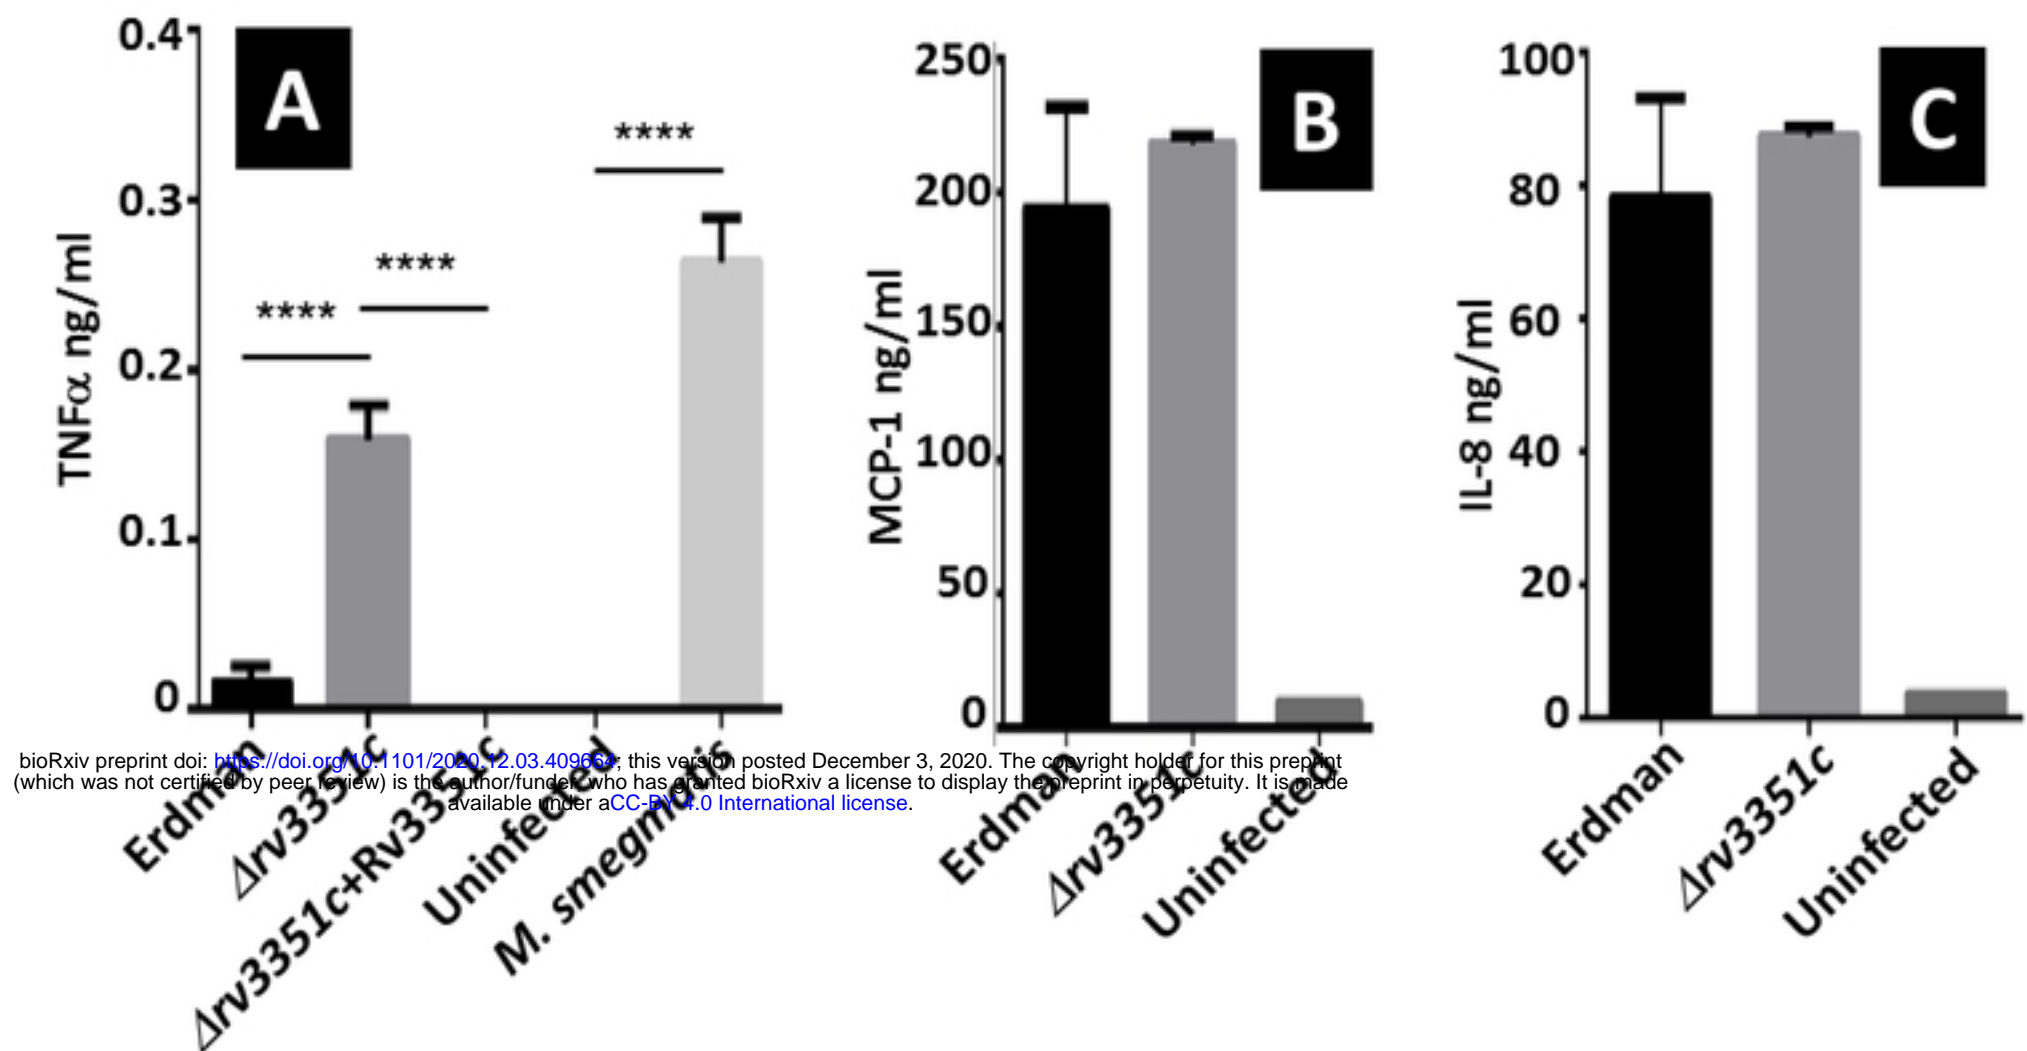 A
TNFα ng/ml
0.4
0.3
0.2
0.1
0
****
****
****
Erdman
Δrv3351c
Δrv3351c+Rv3351c
Uninfected
M. smegmatis
B
MCP-1 ng/ml
250
200
150
100
50
0
Erdman
Δrv3351c
Uninfected
C
IL-8 ng/ml
100
80
60
40
20
0
Erdman
Δrv3351c
Uninfected
bioRxiv preprint doi: https://doi.org/10.1101/2020.12.03.409664; this version posted December 3, 2020. The copyright holder for this preprint
(which was not certified by peer review) is the author/funder, who has granted bioRxiv a license to display the preprint in perpetuity. It is made
available under aCC-BY 4.0 International license.